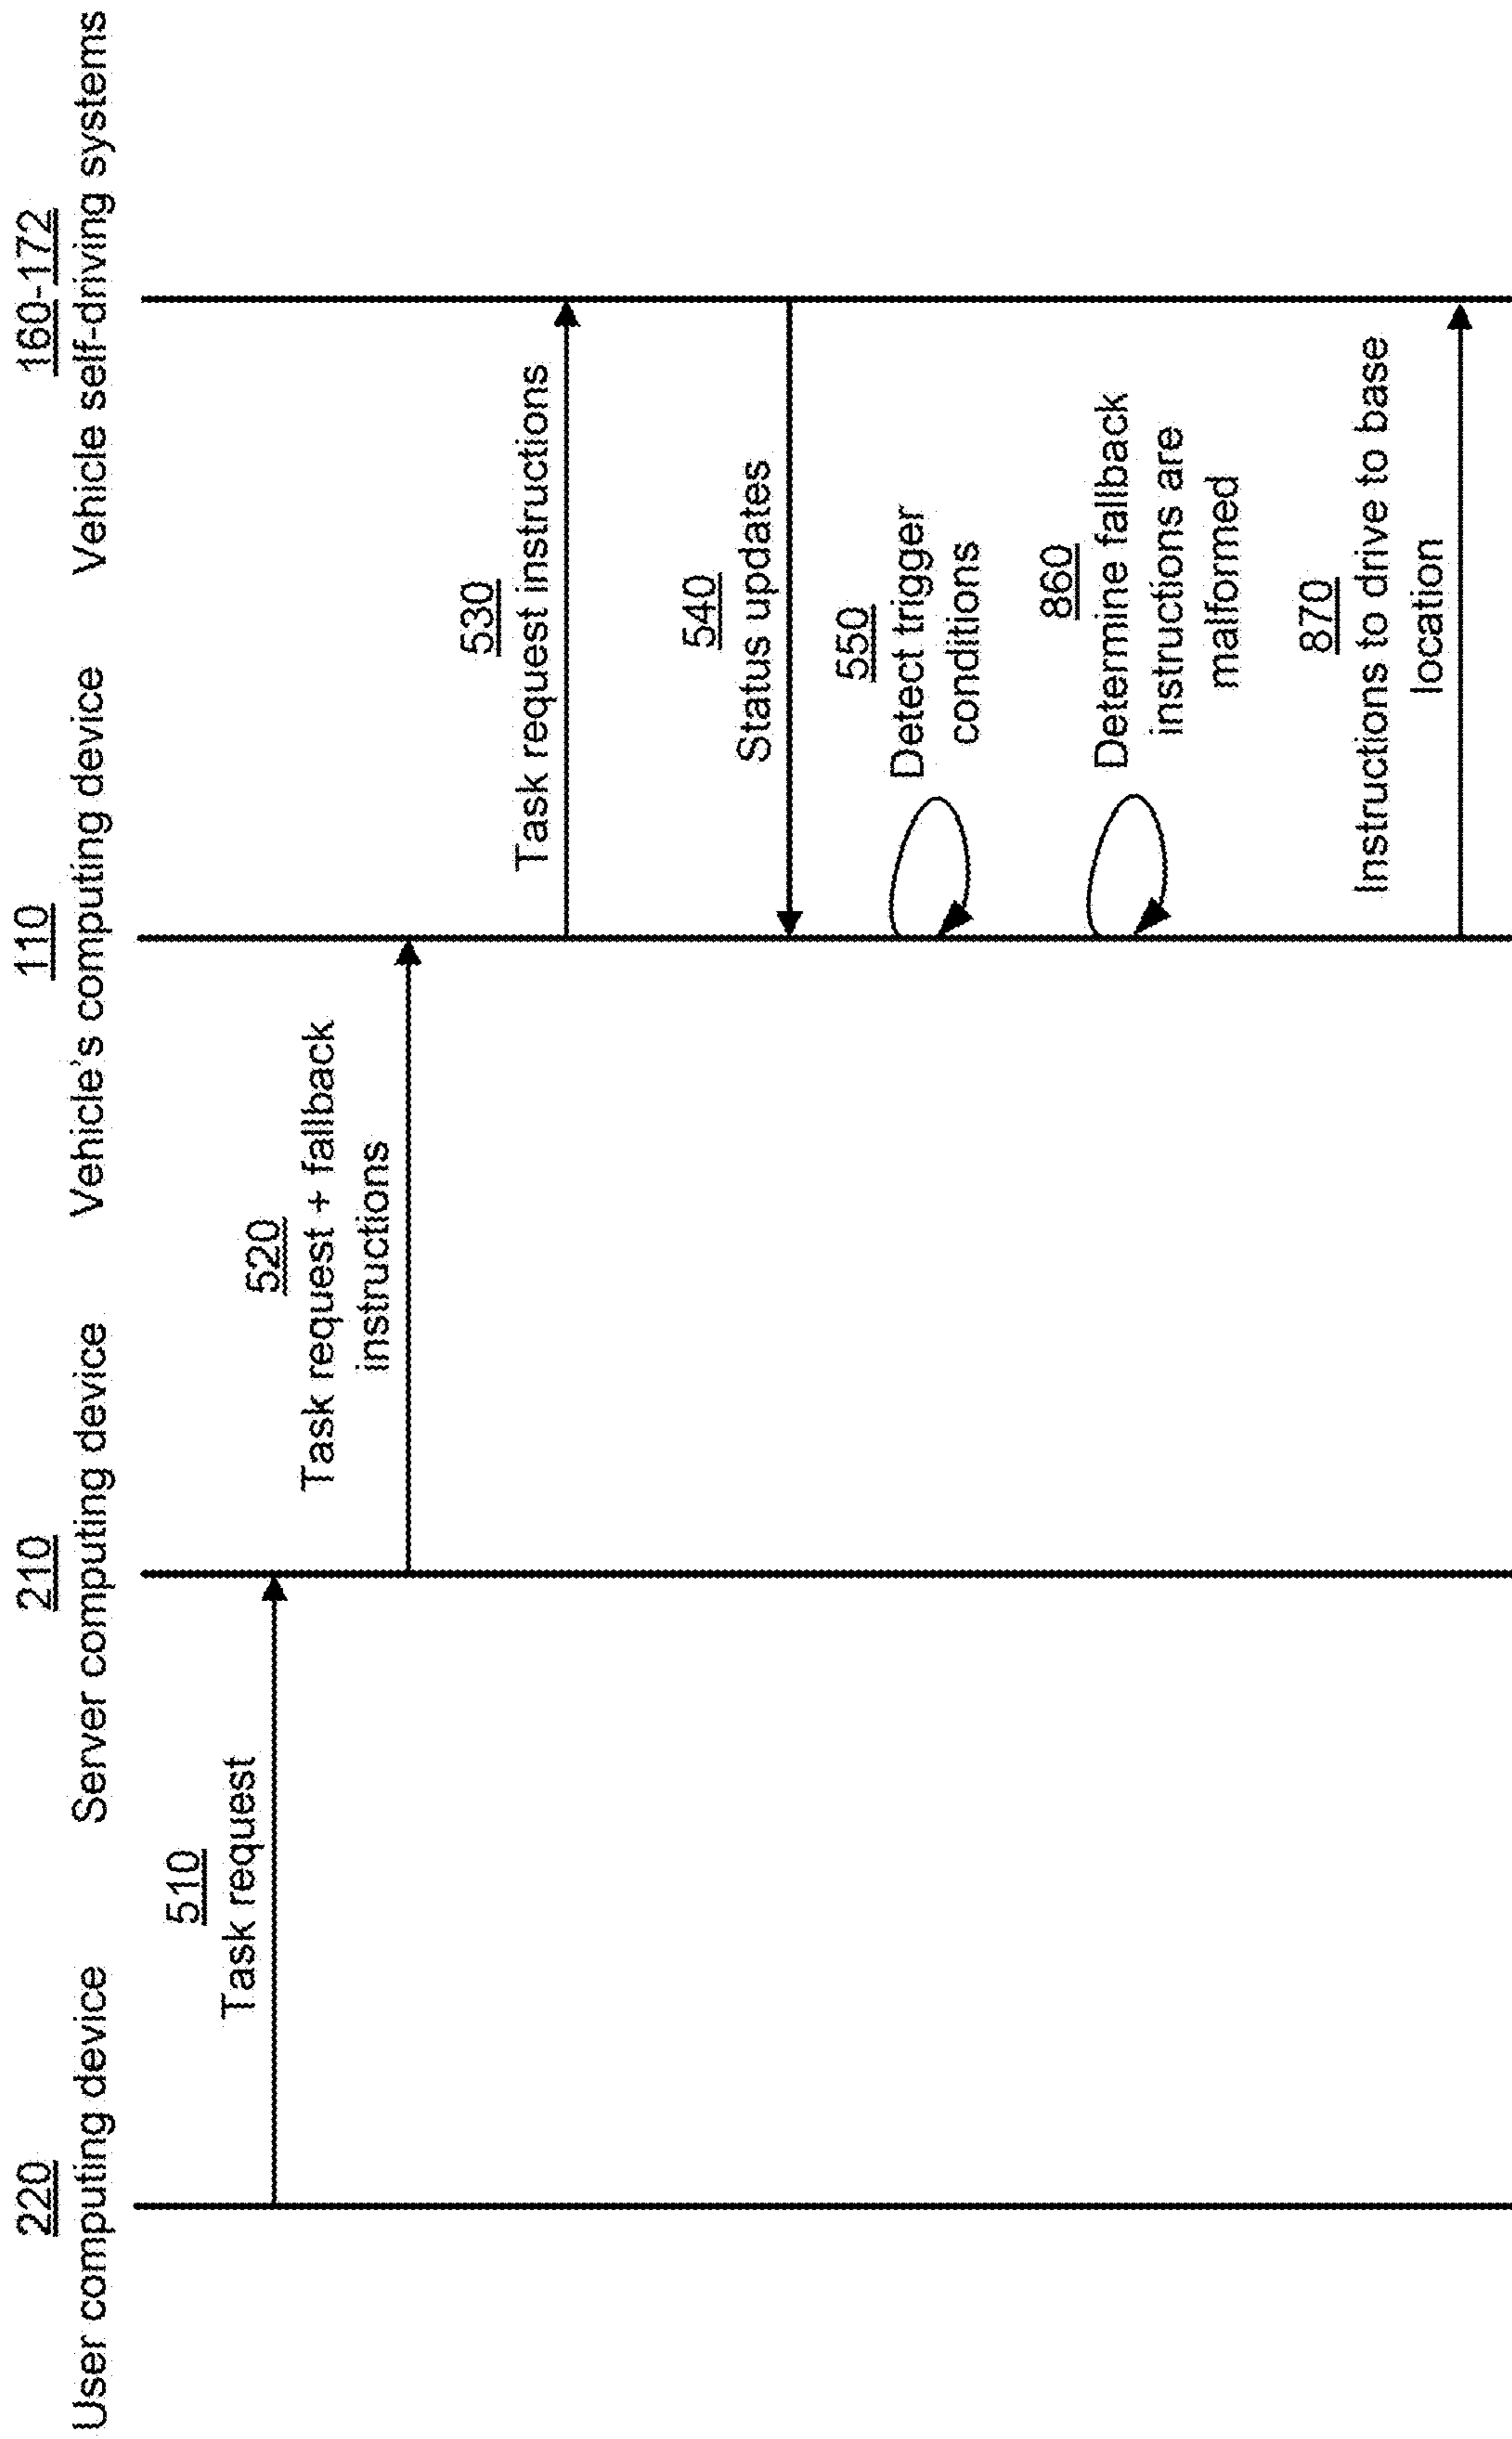 220
User computing device
210
Server computing device
110
Vehicle's computing device
160-172
Vehicle self-driving systems
510
Task request
520
Task request + fallback
instructions
530
Task request instructions
540
Status updates
550
Detect trigger
conditions
860
Determine fallback
instructions are
malformed
870
Instructions to drive to base
location